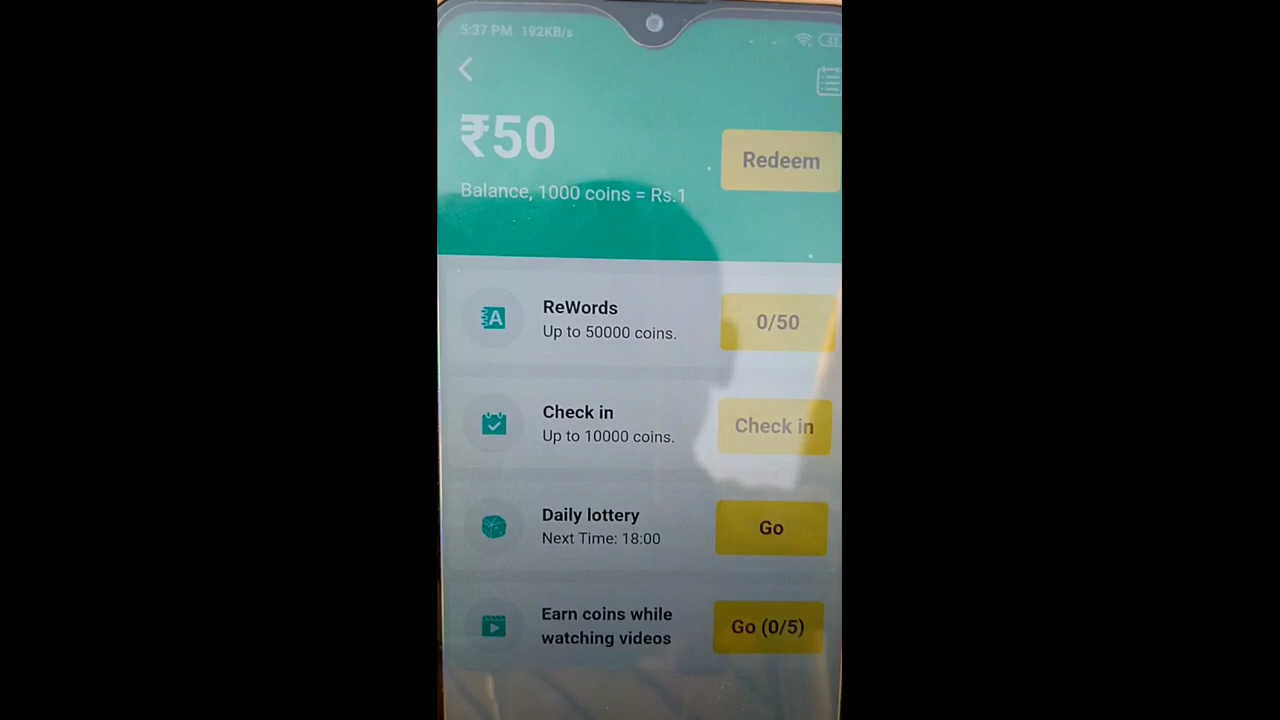 5:37 PM 192KB/s
₹50
Redeem
Balance, 1000 coins = Rs.1
ReWords
Up to 50000 coins.
0/50
Check in
Up to 10000 coins.
Check in
Daily lottery
Next Time: 18:00
Go
Earn coins while
watching videos
Go (0/5)